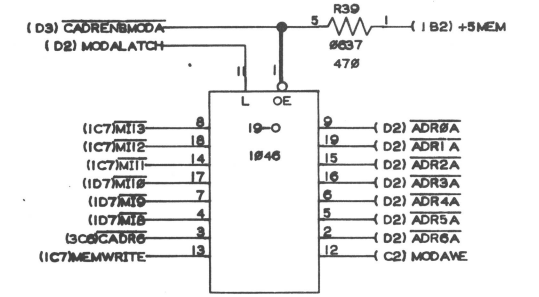 R39
(D3) CADRENBMODA 5 1 (1B2) +5MEM
(D2) MODALATCH Ø637
47Ø
11 1
L OE
(1C7)MI13 8 19 9 (D2) ADRØA
(1C7)MI12 18 1Ø46 19 (D2) ADR1A
(1C7)MI11 14 15 (D2) ADR2A
(1D7)MI1Ø 17 16 (D2) ADR3A
(1D7)MI9 7 6 (D2) ADR4A
(1D7)MI8 4 5 (D2) ADR5A
(3C6)CADR6 3 2 (D2) ADR6A
(1C7)MEMWRITE 13 12 (C2) MODAWE